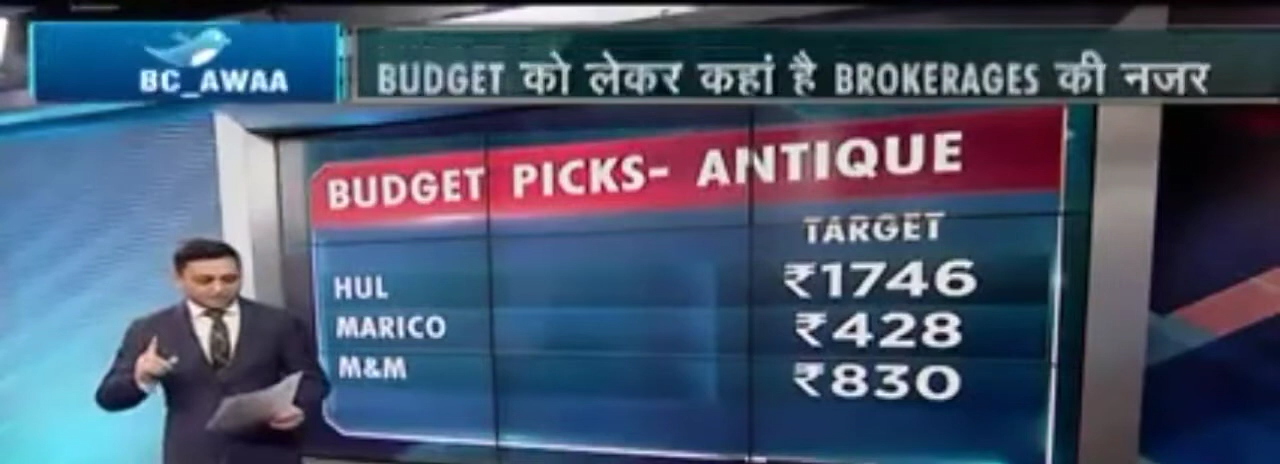 BC_AWAA
BUDGET को लेकर कहां है BROKERAGES की नजर
BUDGET PICKS- ANTIQUE
TARGET
HUL ₹1746
MARICO ₹428
M&M ₹830